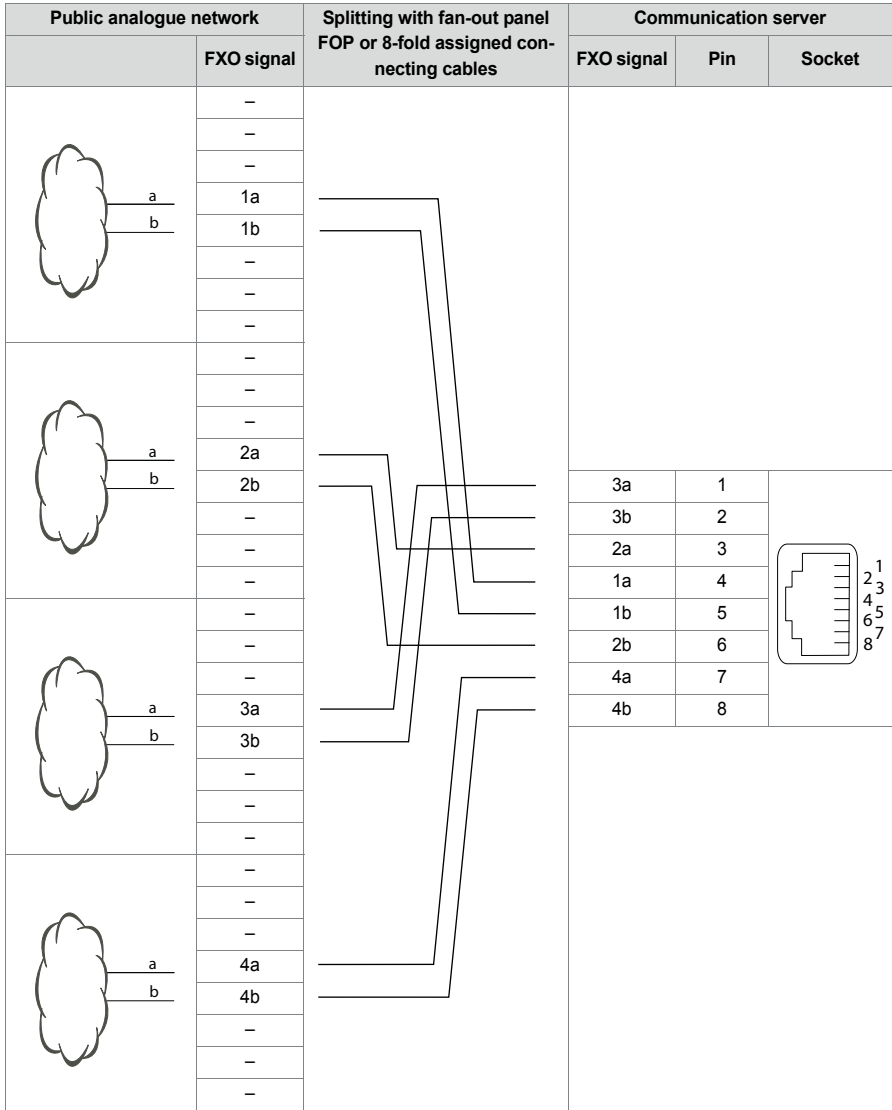 Public analogue network
Splitting with fan-out panel
FOP or 8-fold assigned con-
necting cables
Communication server
FXO signal
FXO signal
Pin
Socket
–
–
–
a
1a
b
1b
–
–
–
–
–
–
a
2a
b
2b
–
–
–
–
–
–
a
3a
b
3b
–
–
–
–
–
–
a
4a
b
4b
–
–
–
3a 1
3b 2
2a 3
1a 4
1b 5
2b 6
4a 7
4b 8
1
2
3
4
5
6
7
8